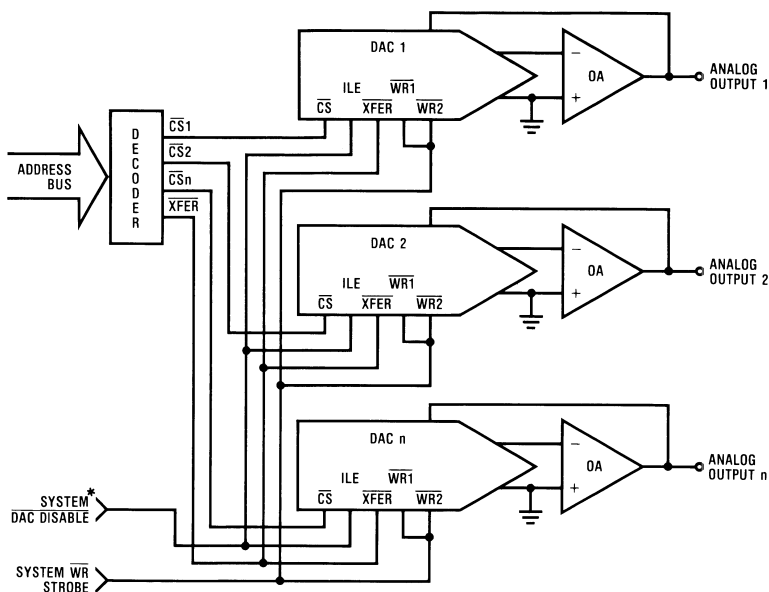 DAC 1
ILE
WR1
CS
XFER
WR2
−
+
OA
ANALOG
OUTPUT 1
ADDRESS
BUS
DECODER
CS1
CS2
CSn
XFER
DAC 2
ILE
WR1
CS
XFER
WR2
−
+
OA
ANALOG
OUTPUT 2
DAC n
ILE
WR1
CS
XFER
WR2
−
+
OA
ANALOG
OUTPUT n
SYSTEM*
DAC DISABLE
SYSTEM WR
STROBE